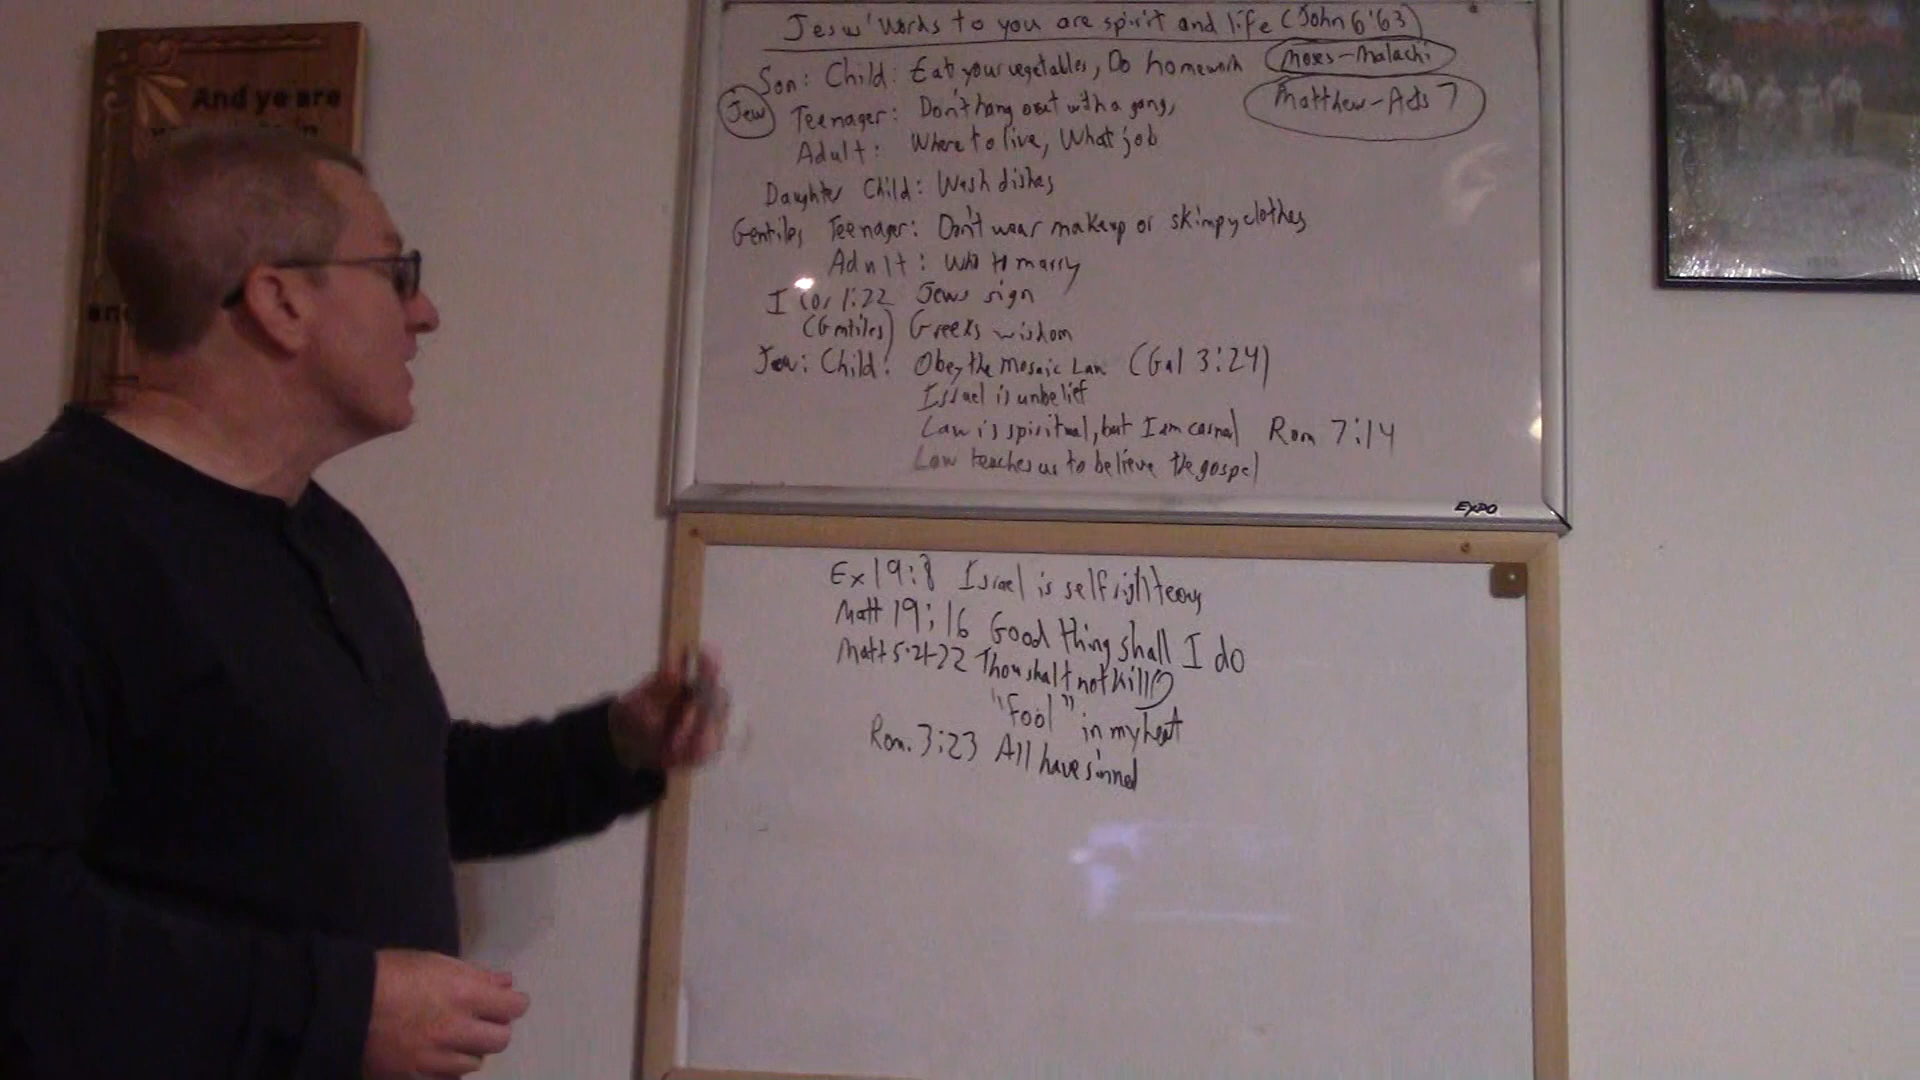 And ye are
in
an
Jesus' words to you are spirit and life (John 6:63)
Son: Child: Eat your vegetables, Do homework Moses-Malachi
Jew Teenager: Don't hang out with a gang, Matthew-Acts 7
Adult: Where to live, What job
Daughter Child: Wash dishes
Gentiles Teenager: Don't wear makeup or skimpy clothes
Adult: Who to marry
I Cor 1:22 Jews sign
(Gentiles) Greeks wisdom
Jew: Child: Obey the Mosaic Law (Gal 3:24)
Israel is unbelief
Law is spiritual, but I am carnal Rom 7:14
Law teaches us to believe the gospel
EXPO
Ex 19:8 Israel is self righteous
Matt 19:16 Good thing shall I do
Matt 5:21-22 Thou shalt not kill
"Fool" in my heart
Rom. 3:23 All have sinned